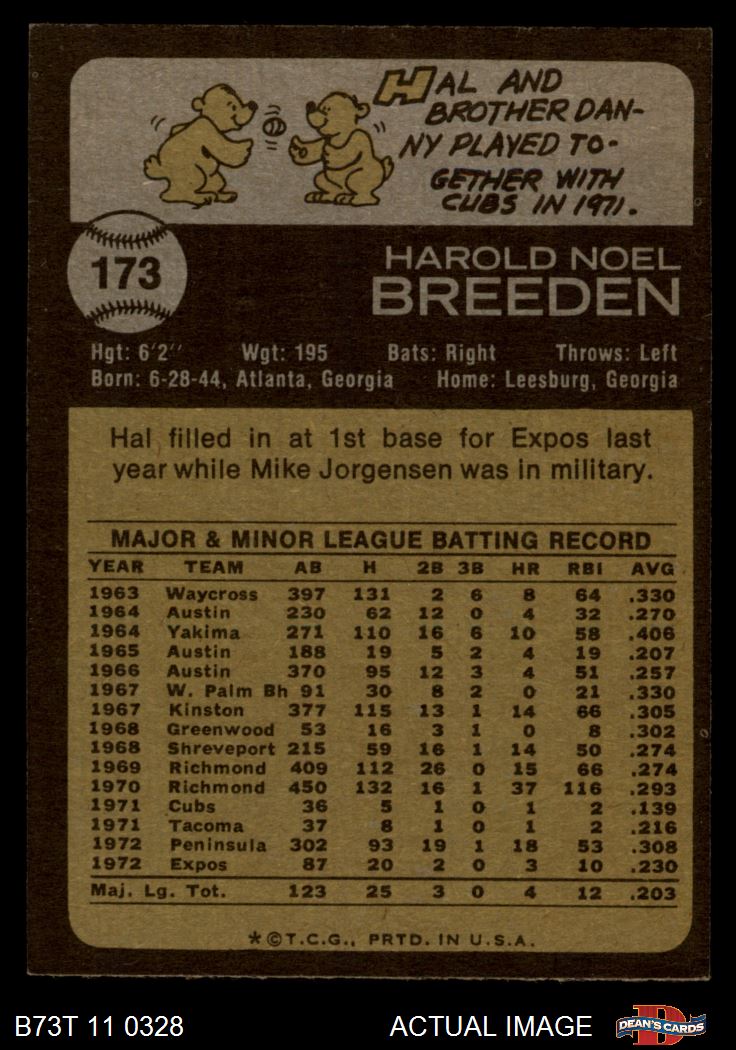 HAL AND
BROTHER DAN-
NY PLAYED TO-
GETHER WITH
CUBS IN 1971.
173
HAROLD NOEL
BREEDEN
Hgt: 6'2" Wgt: 195 Bats: Right Throws: Left
Born: 6-28-44, Atlanta, Georgia Home: Leesburg, Georgia
Hal filled in at 1st base for Expos last
year while Mike Jorgensen was in military.
MAJOR & MINOR LEAGUE BATTING RECORD
YEAR TEAM AB H 2B 3B HR RBI AVG
1963 Waycross 397 131 2 6 8 64 .330
1964 Austin 230 62 12 0 4 32 .270
1964 Yakima 271 110 16 6 10 58 .406
1965 Austin 188 19 5 2 4 19 .207
1966 Austin 370 95 12 3 4 51 .257
1967 W. Palm Bh 91 30 8 2 0 21 .330
1967 Kinston 377 115 13 1 14 66 .305
1968 Greenwood 53 16 3 1 0 8 .302
1968 Shreveport 215 59 16 1 14 50 .274
1969 Richmond 409 112 26 0 15 66 .274
1970 Richmond 450 132 16 1 37 116 .293
1971 Cubs 36 5 1 0 1 2 .139
1971 Tacoma 37 8 1 0 1 2 .216
1972 Peninsula 302 93 19 1 18 53 .308
1972 Expos 87 20 2 0 3 10 .230
Maj. Lg. Tot. 123 25 3 0 4 12 .203
*©T.C.G., PRTD. IN U.S.A.
B73T 11 0328 ACTUAL IMAGE D DEAN'S CARDS